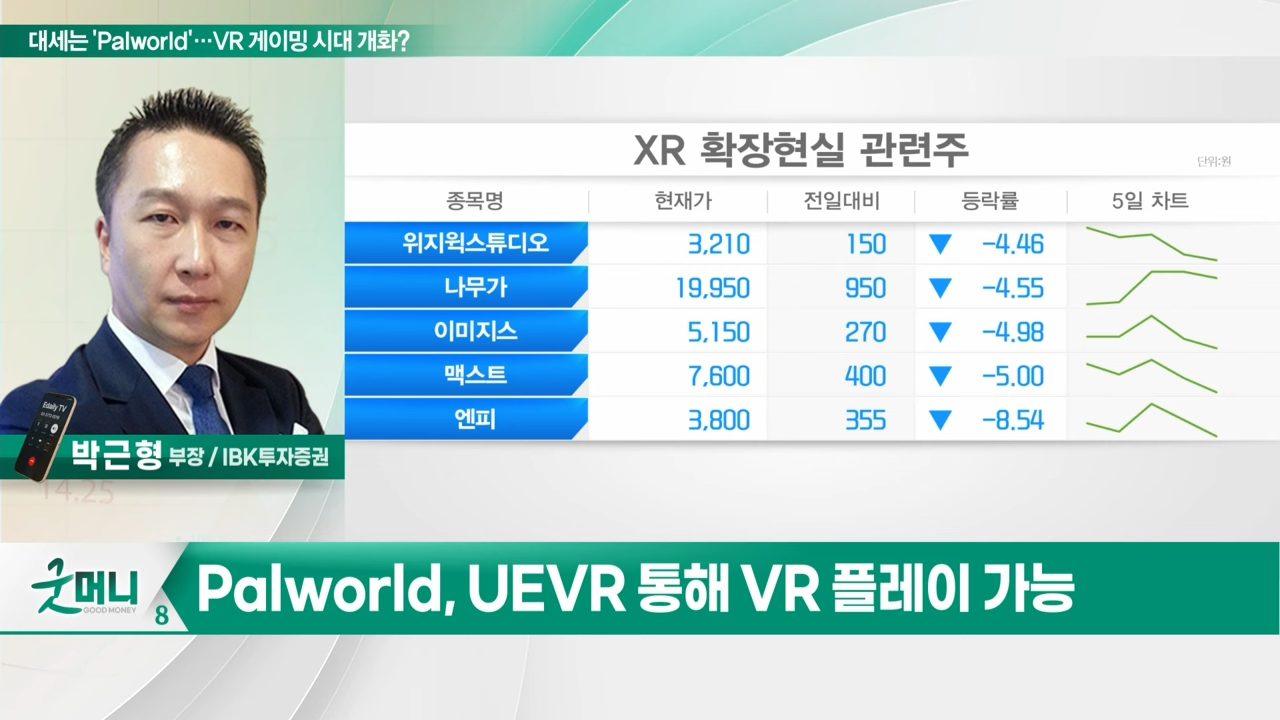 대세는 'Palworld'…VR 게이밍 시대 개화?
XR 확장현실 관련주
단위:원
종목명 현재가 전일대비 등락률 5일 차트
위지윅스튜디오 3,210 150 ▼ -4.46
나무가 19,950 950 ▼ -4.55
이미지스 5,150 270 ▼ -4.98
맥스트 7,600 400 ▼ -5.00
엔피 3,800 355 ▼ -8.54
Edaily TV
박근형 부장 / IBK투자증권
14.25
굿머니
GOOD MONEY
8
Palworld, UEVR 통해 VR 플레이 가능